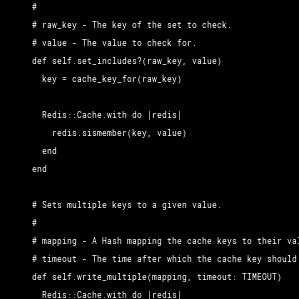 #
# raw_key - The key of the set to check.
# value - The value to check for.
def self.set_includes?(raw_key, value)
key = cache_key_for(raw_key)
Redis::Cache.with do |redis|
redis.sismember(key, value)
end
end
# Sets multiple keys to a given value.
#
# mapping - A Hash mapping the cache keys to their
# timeout - The time after which the cache key should
def self.write_multiple(mapping, timeout: TIMEOUT)
Redis::Cache.with do |redis|